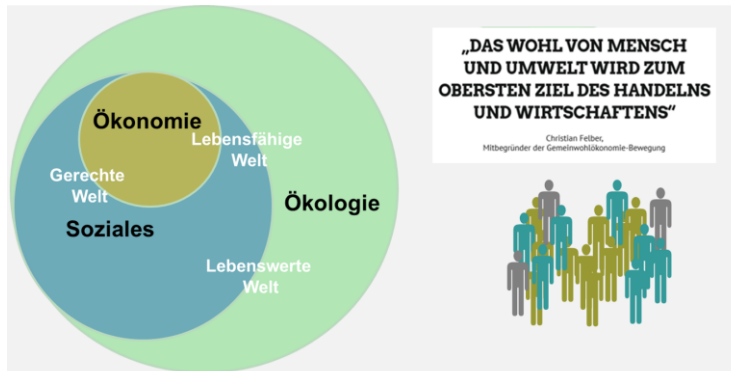 Ökonomie
Lebensfähige
Welt
Gerechte
Welt
Soziales
Ökologie
Lebenswerte
Welt
„DAS WOHL VON MENSCH
UND UMWELT WIRD ZUM
OBERSTEN ZIEL DES HANDELNS
UND WIRTSCHAFTENS“
Christian Felber,
Mitbegründer der Gemeinwohlökonomie-Bewegung